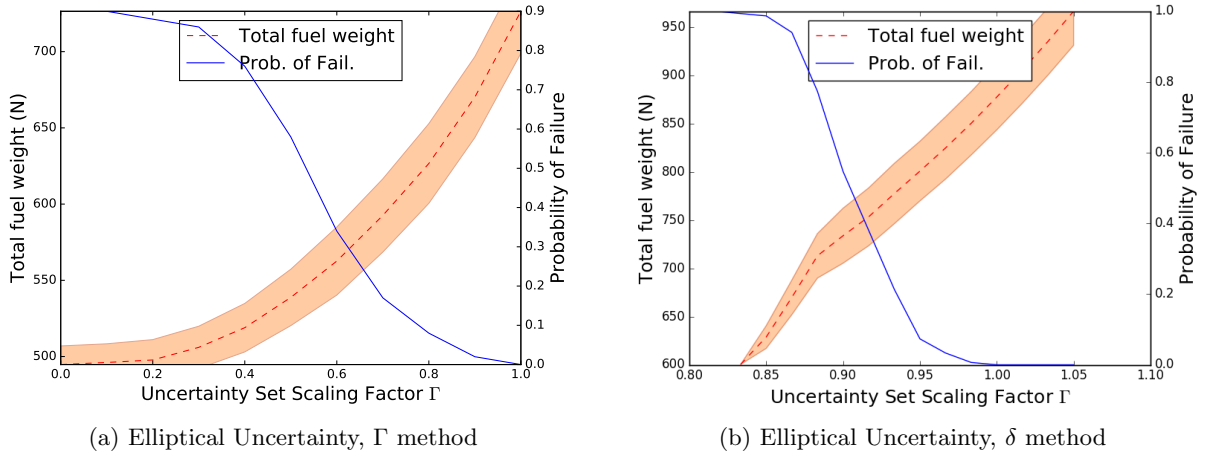 Total fuel weight
Prob. of Fail.
700
650
600
550
500
Total fuel weight (N)
0.9
0.8
0.7
0.6
0.5
0.4
0.3
0.2
0.1
0.0
Probability of Failure
0.0 0.2 0.4 0.6 0.8 1.0
Uncertainty Set Scaling Factor Γ
(a) Elliptical Uncertainty, Γ method
Total fuel weight
Prob. of Fail.
950
900
850
800
750
700
650
600
Total fuel weight (N)
1.0
0.8
0.6
0.4
0.2
0.0
Probability of Failure
0.80 0.85 0.90 0.95 1.00 1.05 1.10
Uncertainty Set Scaling Factor Γ
(b) Elliptical Uncertainty, δ method